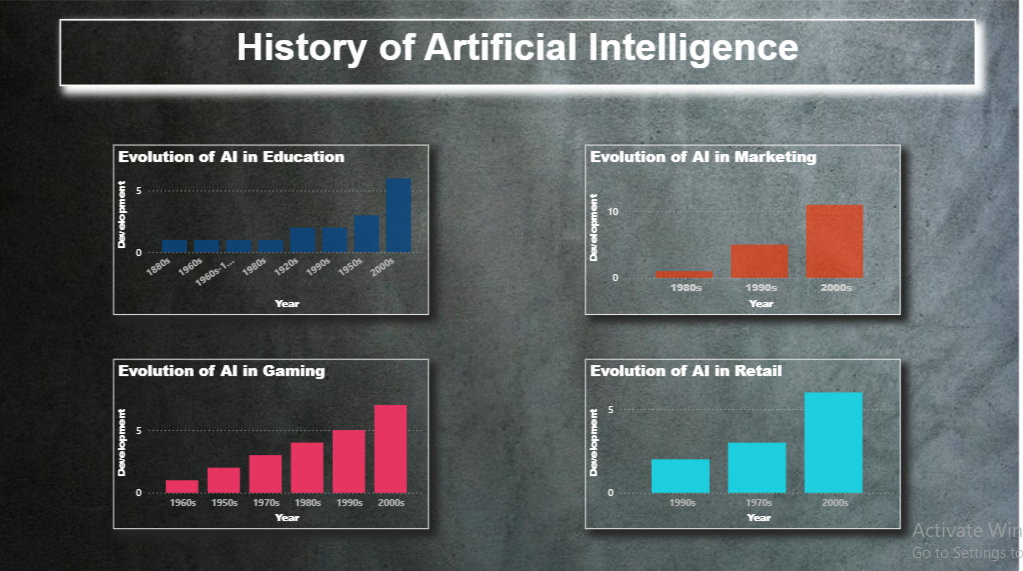 History of Artificial Intelligence
Evolution of AI in Education
Development
5
0
1880s
1960s
1960s-1...
1980s
1920s
1990s
1950s
2000s
Year
Evolution of AI in Marketing
Development
10
0
1980s
1990s
2000s
Year
Evolution of AI in Gaming
Development
5
0
1960s
1950s
1970s
1980s
1990s
2000s
Year
Evolution of AI in Retail
Development
5
0
1990s
1970s
2000s
Year
Activate Win
Go to Settings to